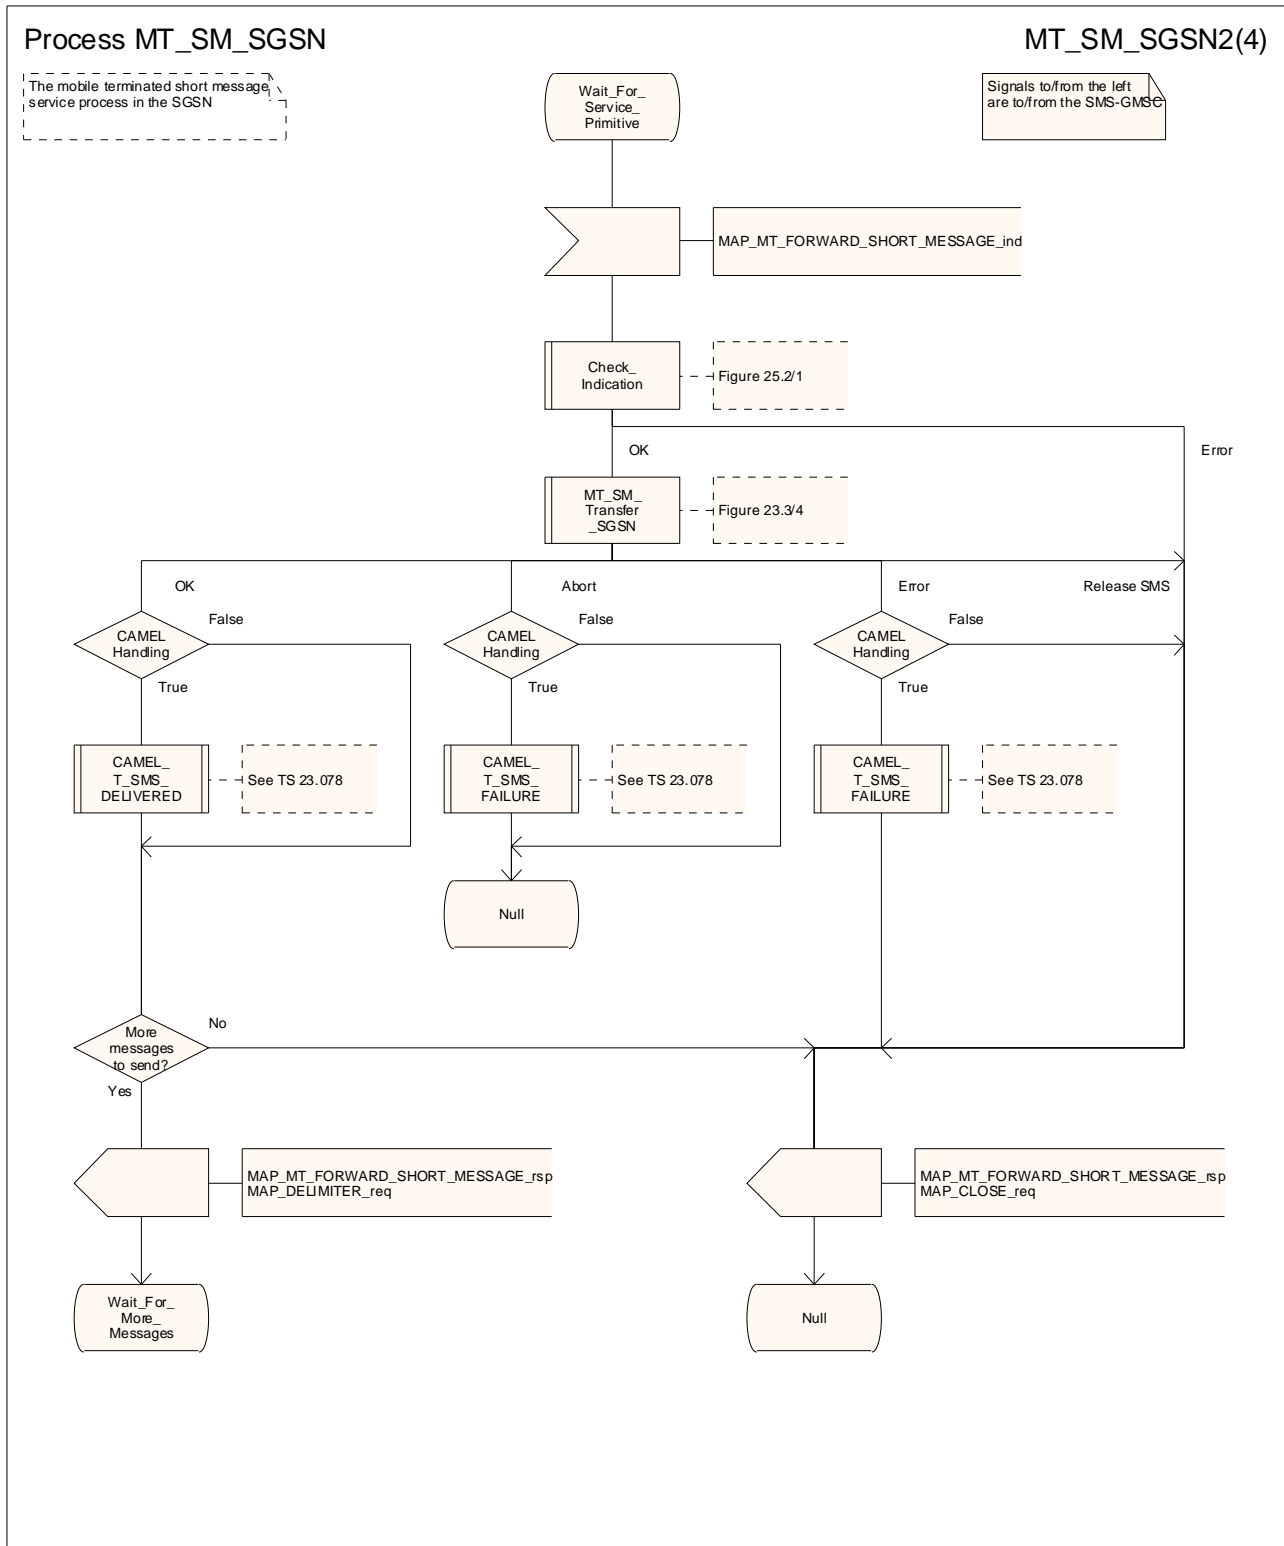 Process MT_SM_SGSN
MT_SM_SGSN2(4)
The mobile terminated short message
service process in the SGSN
Wait_For_
Service_
Primitive
Signals to/from the left
are to/from the SMS-GMSC
MAP_MT_FORWARD_SHORT_MESSAGE_ind
Check_
Indication
Figure 25.2/1
OK
Error
MT_SM_
Transfer
_SGSN
Figure 23.3/4
OK
Abort
Error
Release SMS
CAMEL
Handling
False
CAMEL
Handling
False
CAMEL
Handling
False
True
True
True
CAMEL_
T_SMS_
DELIVERED
See TS 23.078
CAMEL_
T_SMS_
FAILURE
See TS 23.078
CAMEL_
T_SMS_
FAILURE
See TS 23.078
Null
More
messages
to send?
No
Yes
MAP_MT_FORWARD_SHORT_MESSAGE_rsp
MAP_DELIMITER_req
MAP_MT_FORWARD_SHORT_MESSAGE_rsp
MAP_CLOSE_req
Wait_For_
More_
Messages
Null